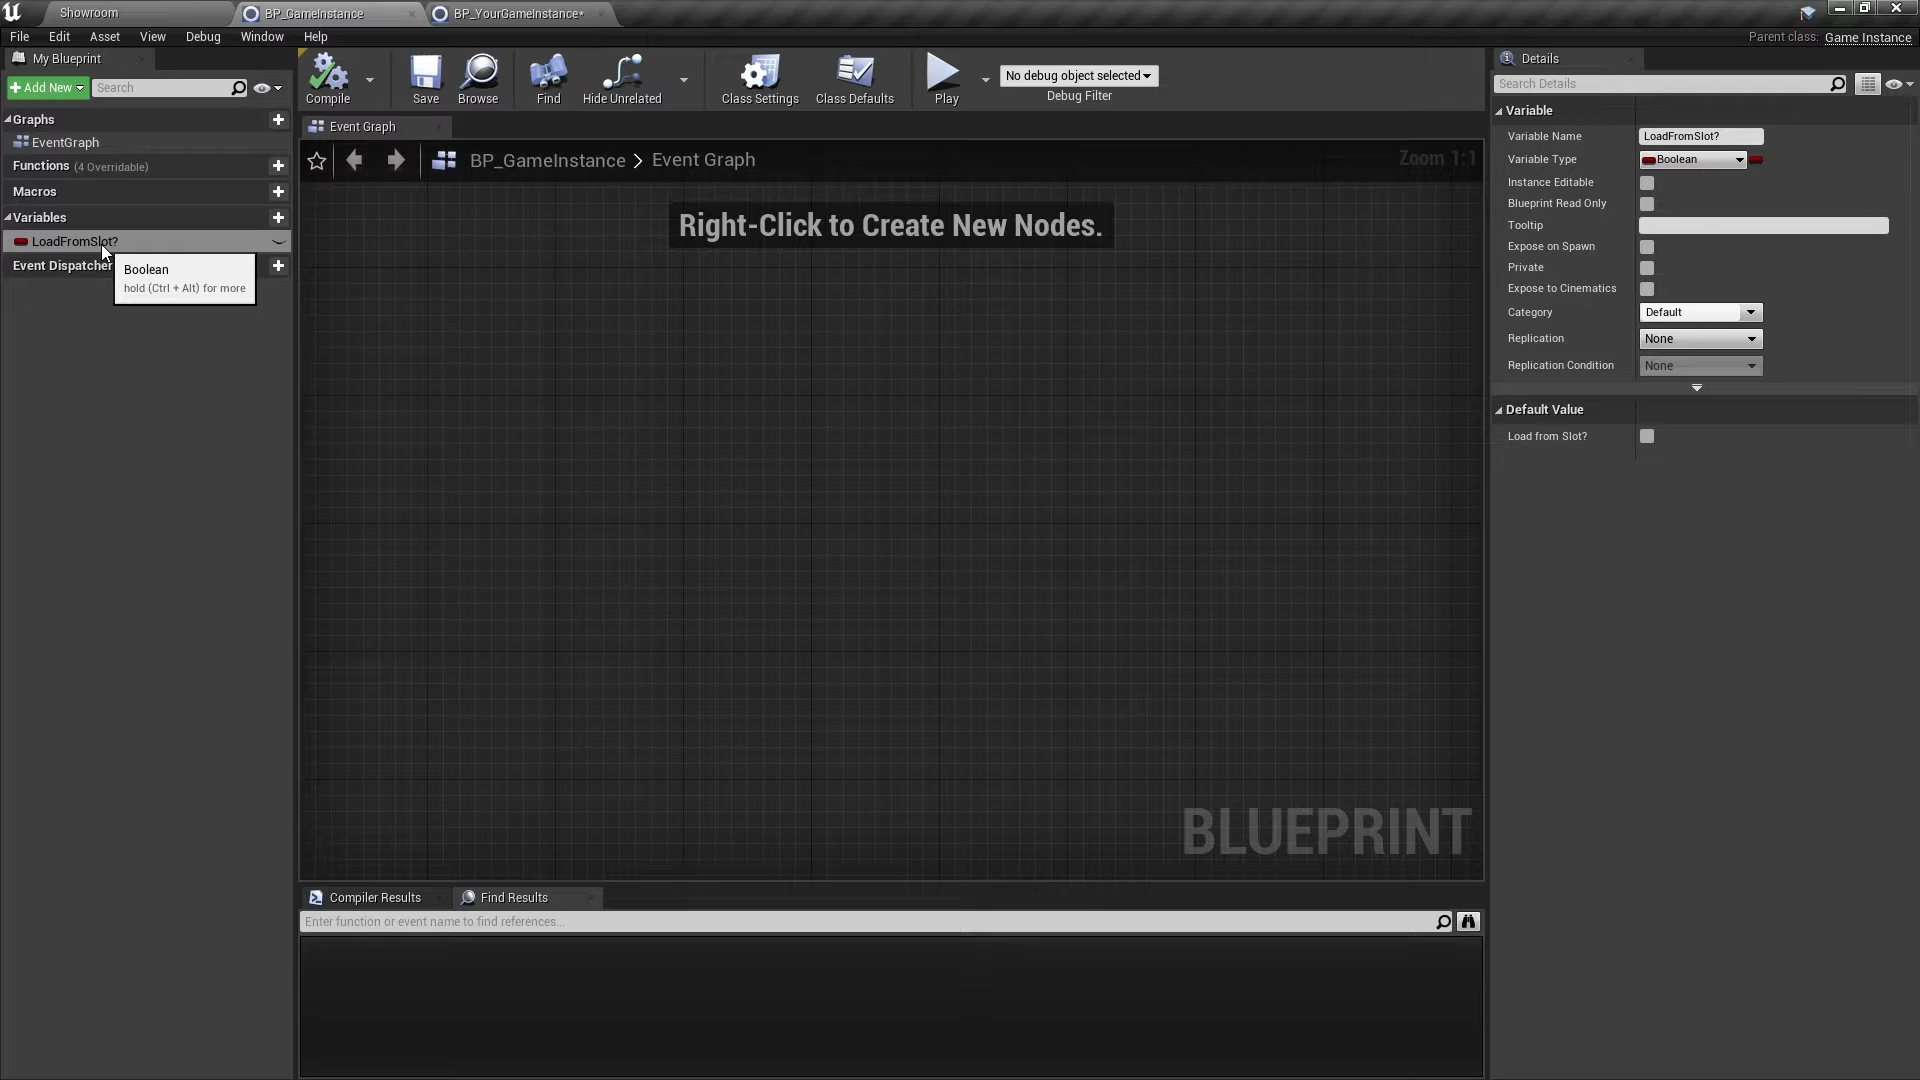 Showroom
BP_GameInstance
BP_YourGameInstance*
File Edit Asset View Debug Window Help
Parent class: Game Instance
My Blueprint
Add New
Search
Graphs
EventGraph
Functions (4 Overridable)
Macros
Variables
LoadFromSlot?
Event Dispatcher
Boolean
hold (Ctrl + Alt) for more
Compile
Save
Browse
Find
Hide Unrelated
Class Settings
Class Defaults
Play
No debug object selected
Debug Filter
Event Graph
BP_GameInstance > Event Graph
Zoom 1:1
Right-Click to Create New Nodes.
BLUEPRINT
Compiler Results
Find Results
Enter function or event name to find references...
Details
Search Details
Variable
Variable Name LoadFromSlot?
Variable Type Boolean
Instance Editable
Blueprint Read Only
Tooltip
Expose on Spawn
Private
Expose to Cinematics
Category Default
Replication None
Replication Condition None
Default Value
Load from Slot?